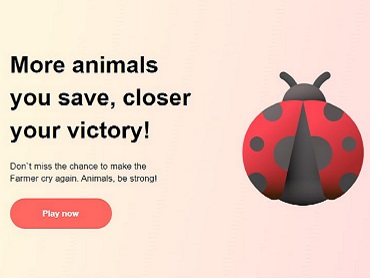 More animals
you save, closer
your victory!
Don`t miss the chance to make the
Farmer cry again. Animals, be strong!
Play now